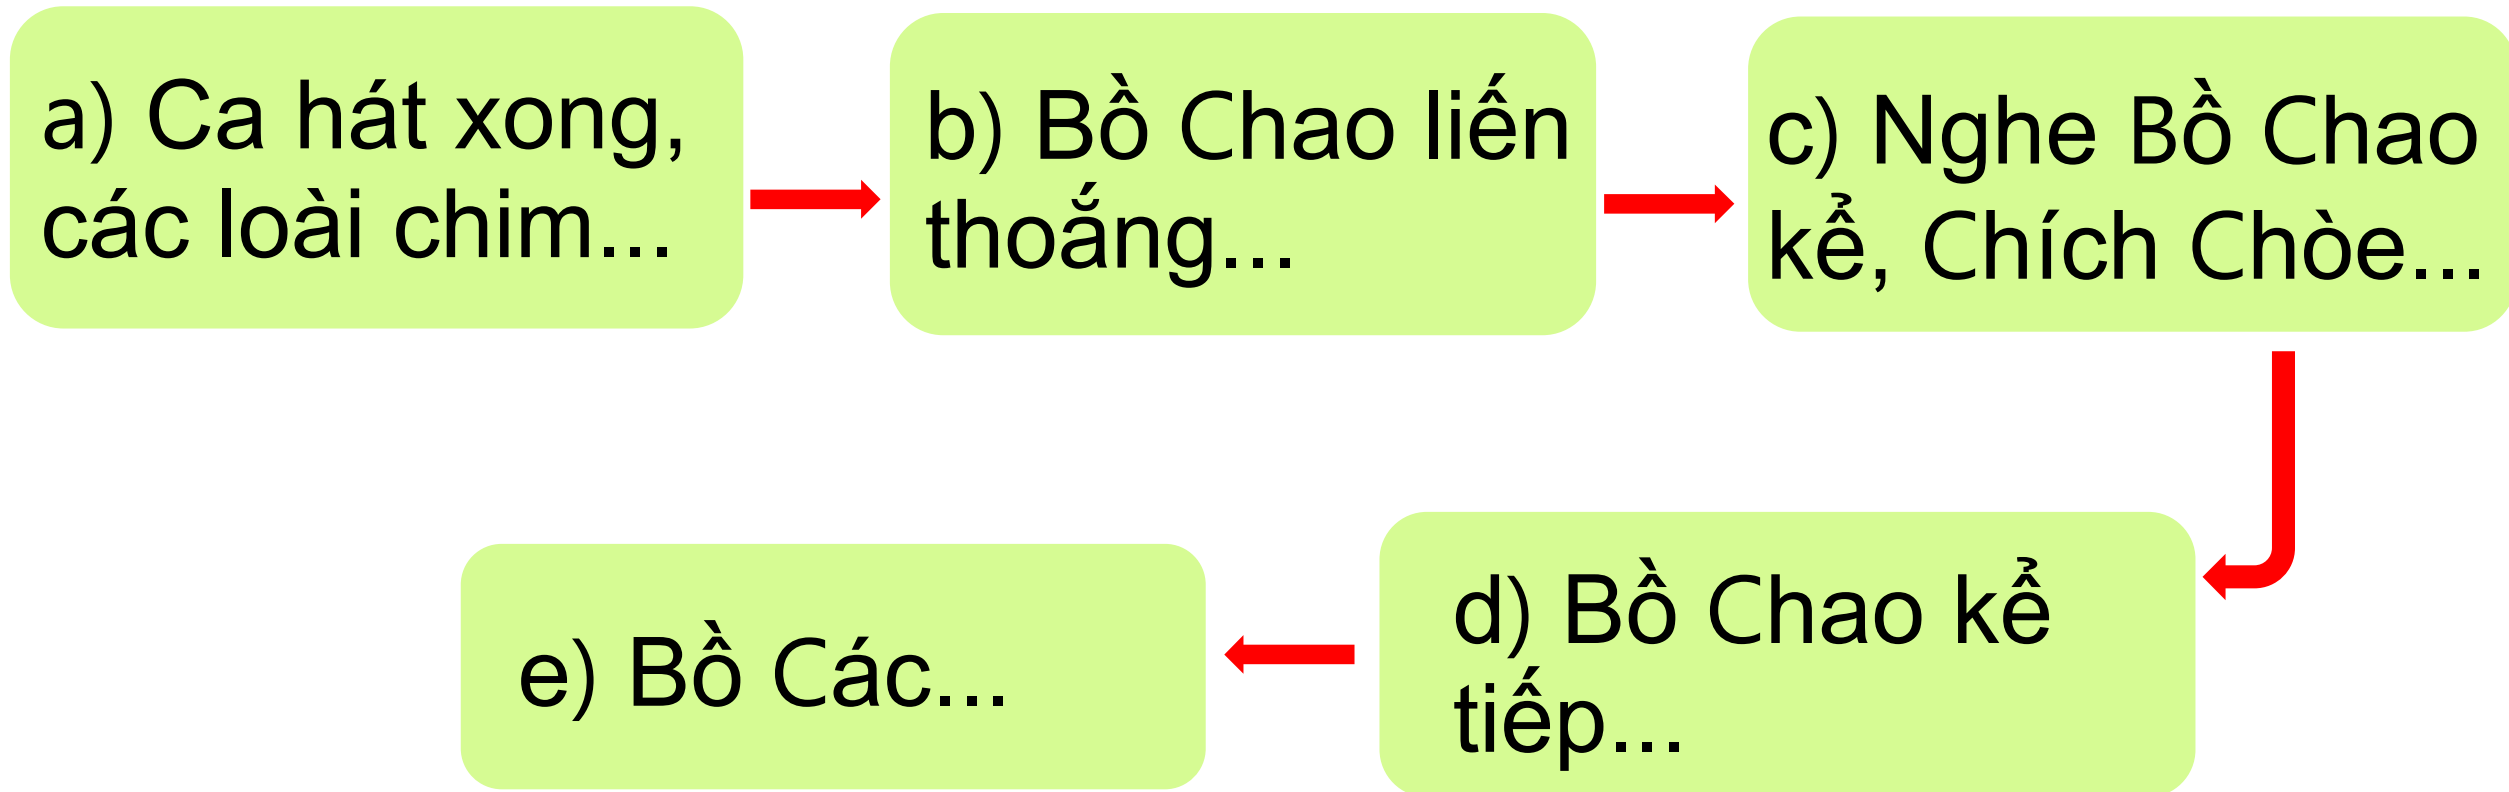 a) Ca hát xong,
các loài chim...
b) Bồ Chao liến
thoắng...
c) Nghe Bồ Chao
kể, Chích Chòe...
d) Bồ Chao kể
tiếp...
e) Bồ Các...